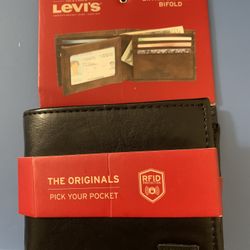 LEVI'S
BIFOLD
THE ORIGINALS
PICK YOUR POCKET
RFID